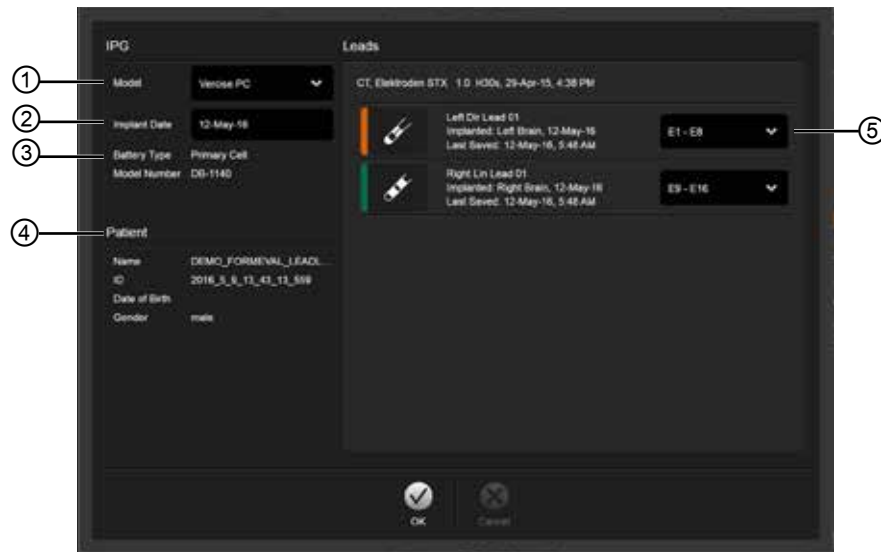 IPG
Leads
① Model Verose PC
② Implant Date 12-May-16
③ Battery Type Primary Cell
Model Number DB-1140
④ Patient
Name DEMO_FORMEVAL_LEADL...
ID 2016_5_6_13_43_13_559
Date of Birth
Gender male
CT, Elektroden STX 1.0 H30s, 29-Apr-15, 4:38 PM
Left Dir Lead 01
Implanted: Left Brain, 12-May-16
Last Saved: 12-May-16, 5:48 AM
E1 - E8
⑤
Right Lin Lead 01
Implanted: Right Brain, 12-May-16
Last Saved: 12-May-16, 5:48 AM
E9 - E16
OK
Cancel